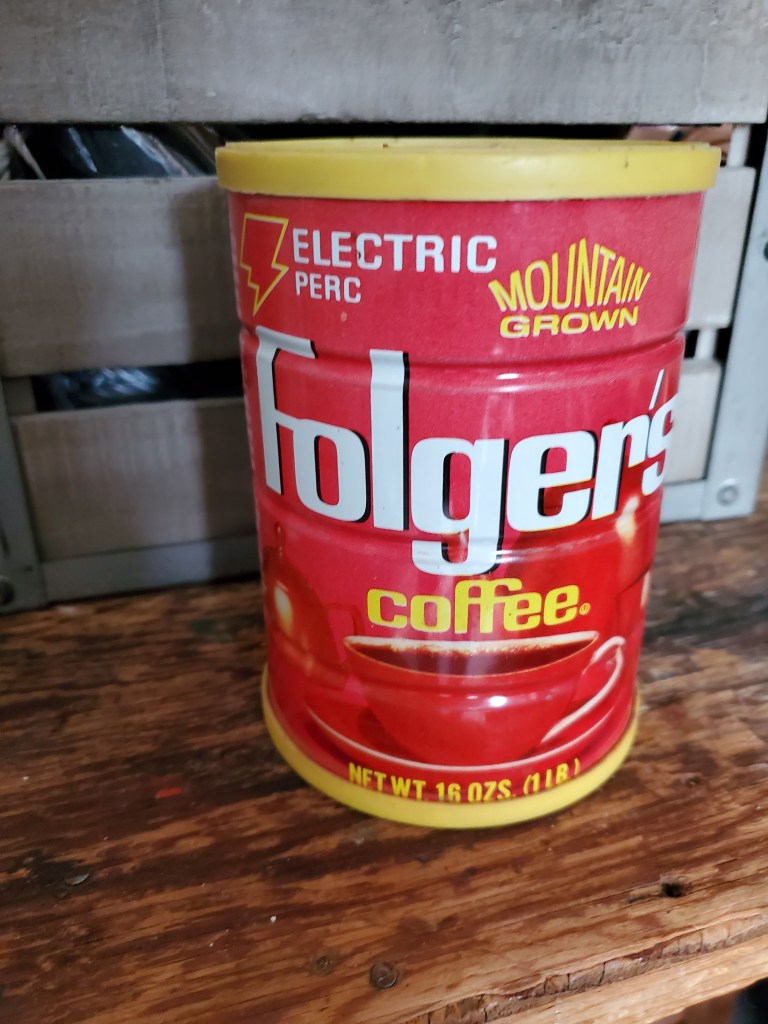 ELECTRIC
PERC
MOUNTAIN
GROWN
Folger's
coffee.
NET WT. 16 OZS. (1 LB.)